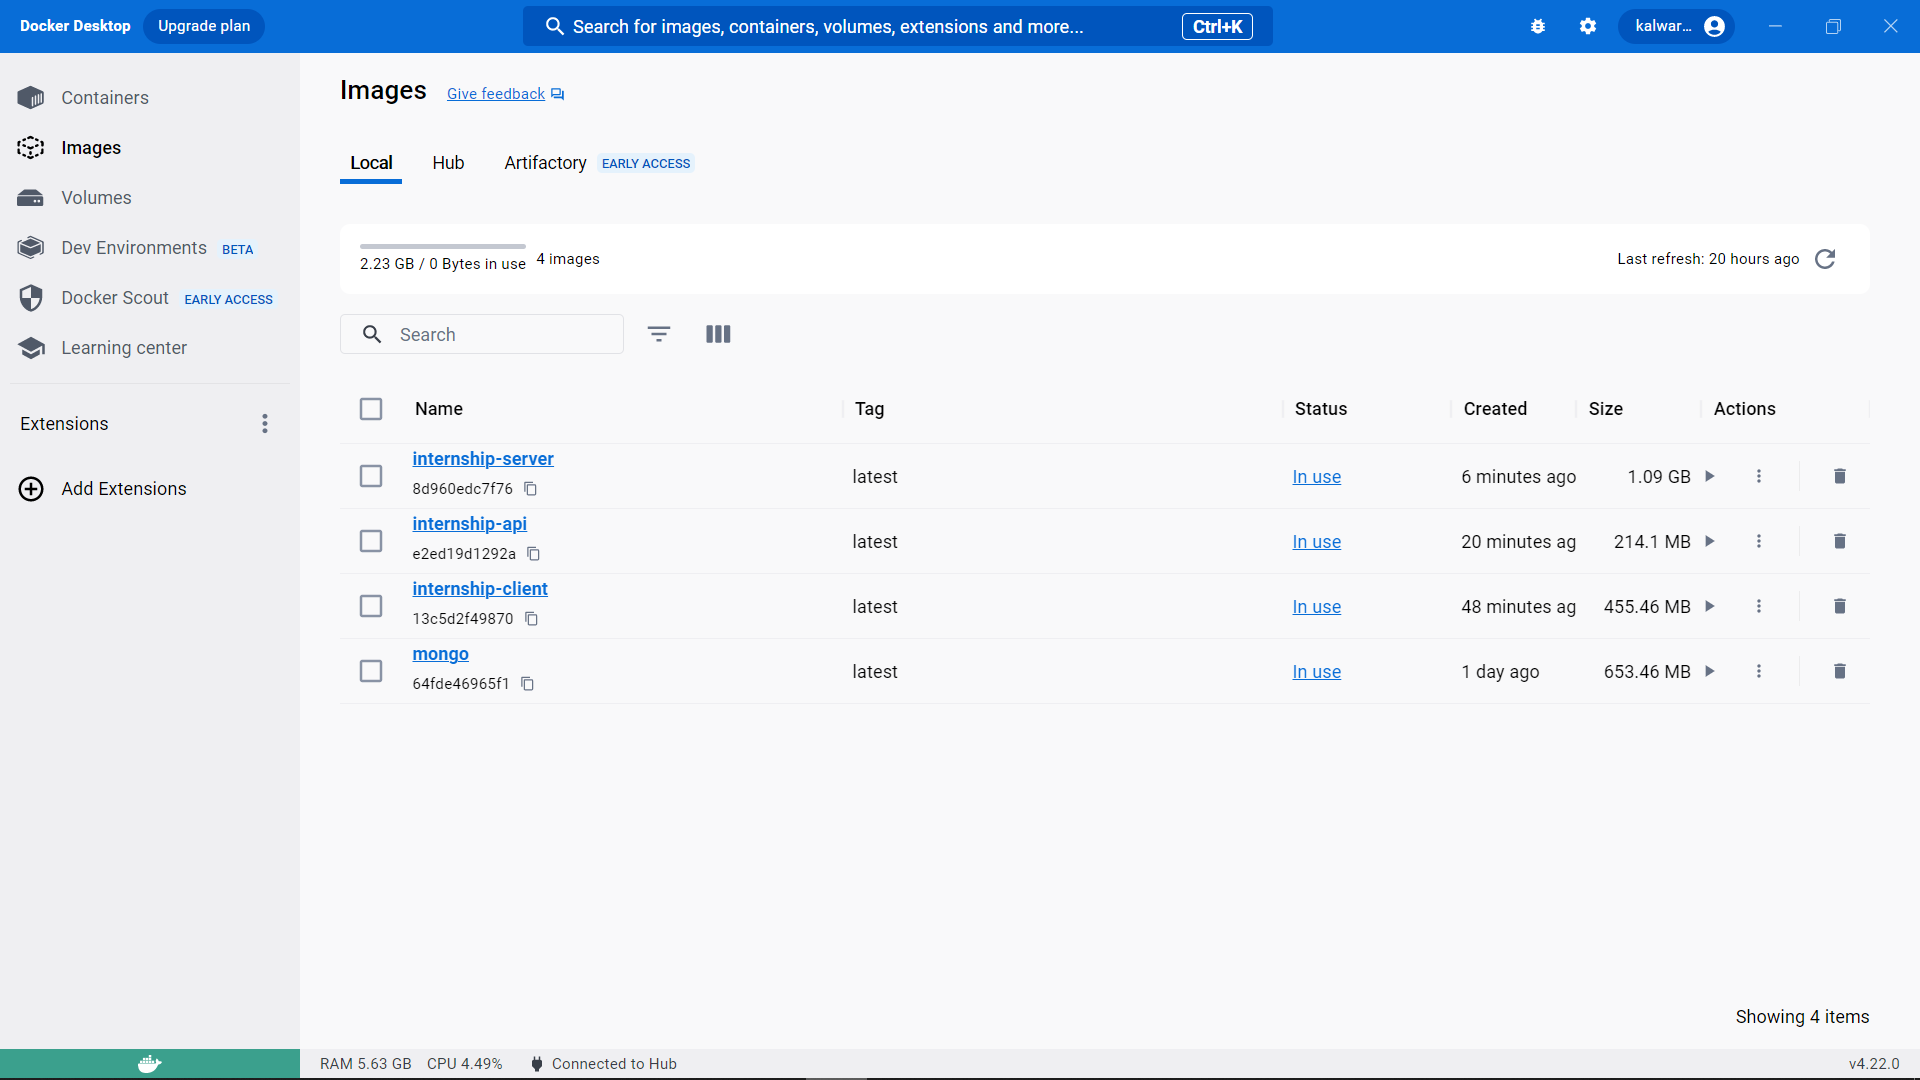 Docker Desktop Upgrade plan Search for images, containers, volumes, extensions and more... Ctrl+K kalwar...
Containers
Images
Volumes
Dev Environments BETA
Docker Scout EARLY ACCESS
Learning center
Extensions
Add Extensions
Images Give feedback
Local Hub Artifactory EARLY ACCESS
2.23 GB / 0 Bytes in use 4 images Last refresh: 20 hours ago
Search
Name Tag Status Created Size Actions
internship-server
8d960edc7f76 latest In use 6 minutes ago 1.09 GB
internship-api
e2ed19d1292a latest In use 20 minutes ag 214.1 MB
internship-client
13c5d2f49870 latest In use 48 minutes ag 455.46 MB
mongo
64fde46965f1 latest In use 1 day ago 653.46 MB
Showing 4 items
RAM 5.63 GB CPU 4.49% Connected to Hub v4.22.0